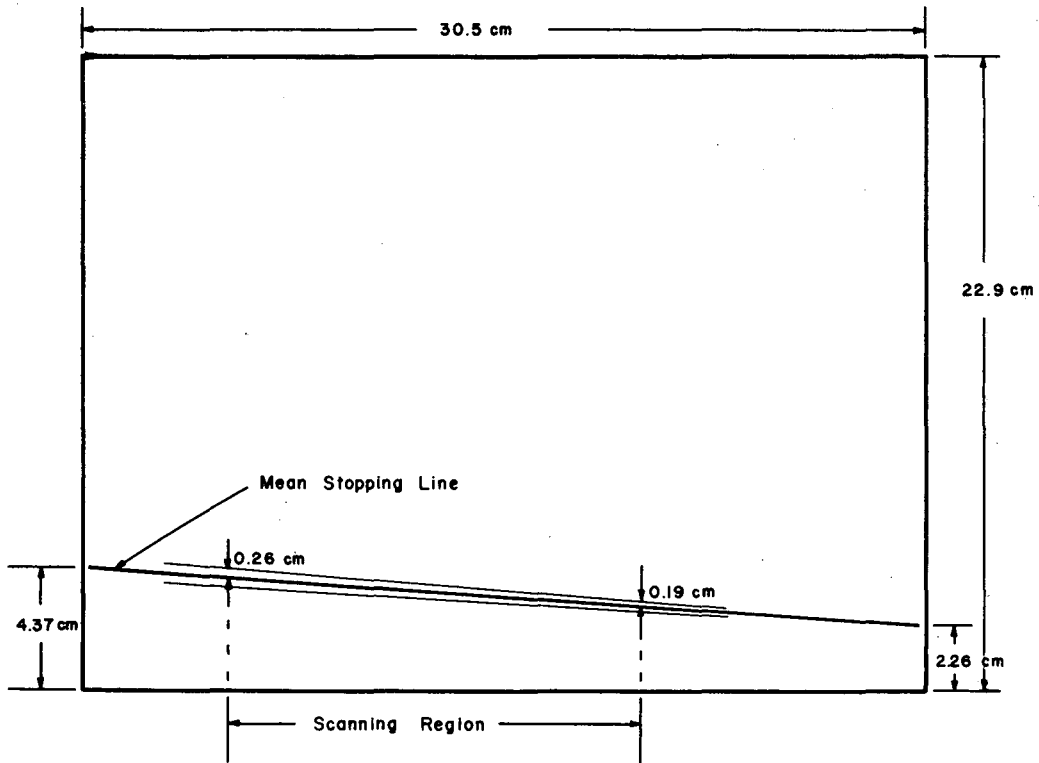 30.5 cm
22.9 cm
Mean Stopping Line
0.26 cm
0.19 cm
4.37 cm
2.26 cm
Scanning Region